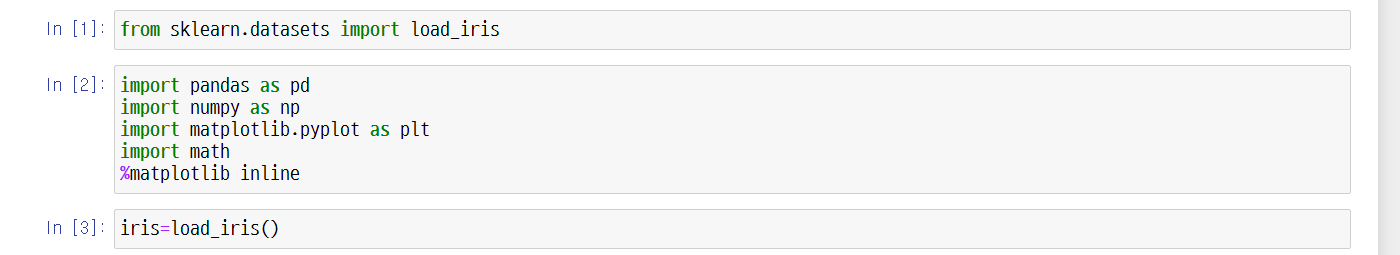 In [1]: from sklearn.datasets import load_iris
In [2]: import pandas as pd
import numpy as np
import matplotlib.pyplot as plt
import math
%matplotlib inline
In [3]: iris=load_iris()